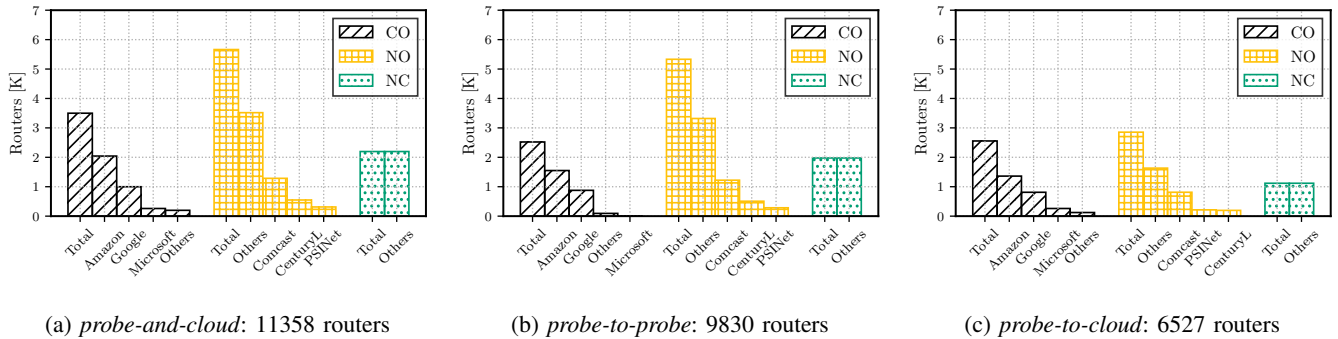 7
6
5
4
3
2
1
0
Routers [K]
CO
NO
NC
Total
Amazon
Google
Microsoft
Others
Total
Others
Comcast
CenturyL
PSINet
Total
Others
(a) probe-and-cloud: 11358 routers
7
6
5
4
3
2
1
0
Routers [K]
CO
NO
NC
Total
Amazon
Google
Others
Microsoft
Total
Others
Comcast
CenturyL
PSINet
Total
Others
(b) probe-to-probe: 9830 routers
7
6
5
4
3
2
1
0
Routers [K]
CO
NO
NC
Total
Amazon
Google
Microsoft
Others
Total
Others
Comcast
PSINet
CenturyL
Total
Others
(c) probe-to-cloud: 6527 routers